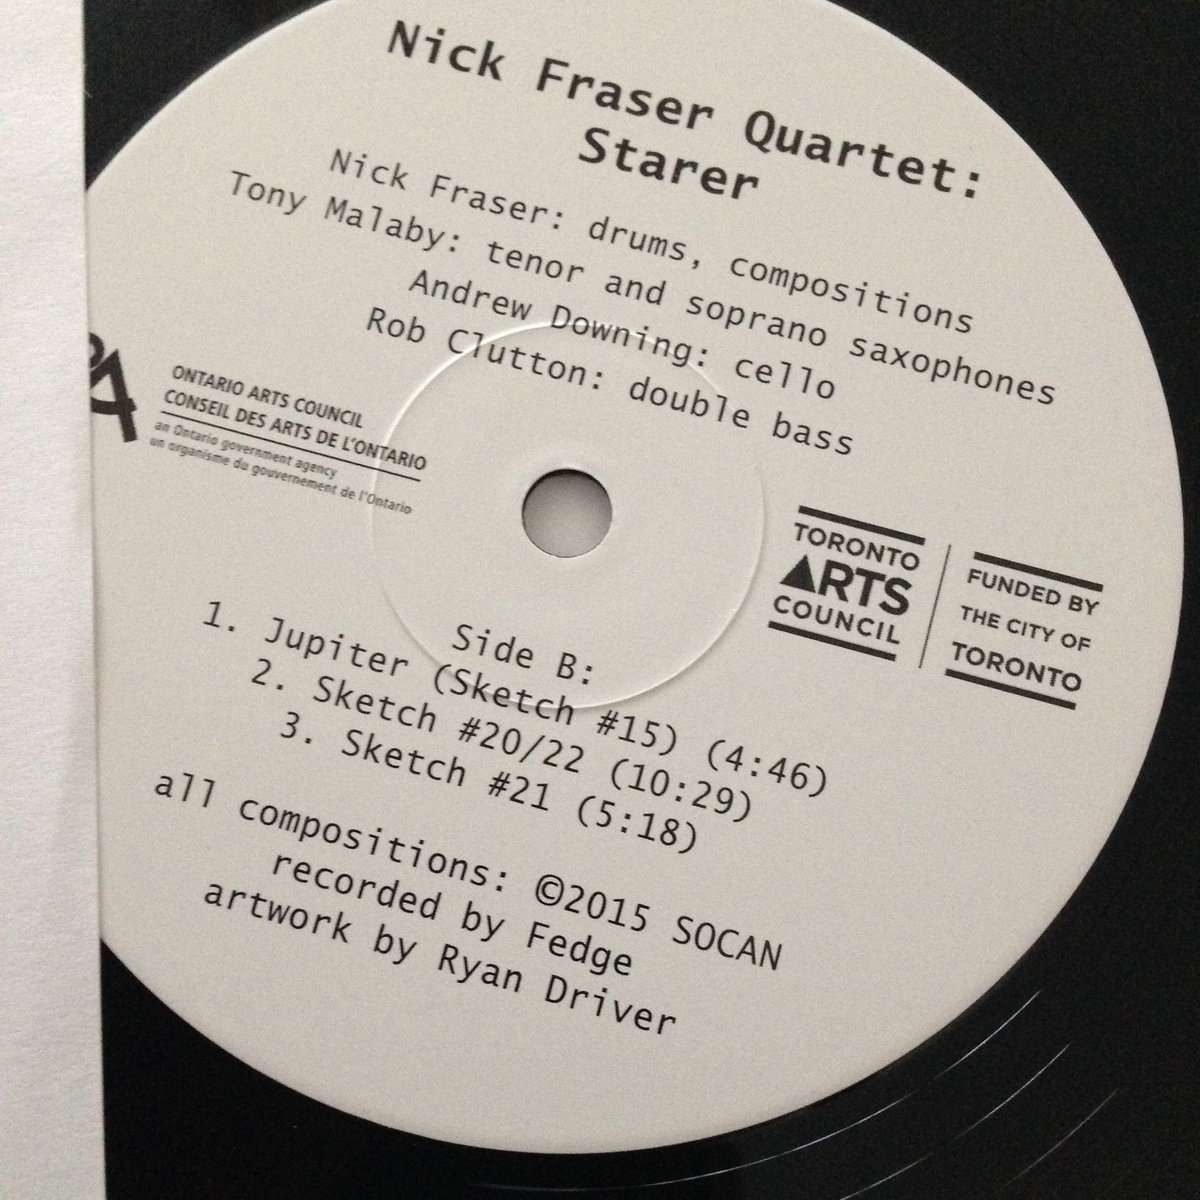 Nick Fraser Quartet:
Starer
Nick Fraser: drums, compositions
Tony Malaby: tenor and soprano saxophones
Andrew Downing: cello
Rob Clutton: double bass
ONTARIO ARTS COUNCIL
CONSEIL DES ARTS DE L'ONTARIO
an Ontario government agency
un organisme du gouvernement de l'Ontario
TORONTO
ARTS
COUNCIL
FUNDED BY
THE CITY OF
TORONTO
Side B:
1. Jupiter (Sketch #15) (4:46)
2. Sketch #20/22 (10:29)
3. Sketch #21 (5:18)
all compositions: ©2015 SOCAN
recorded by Fedge
artwork by Ryan Driver